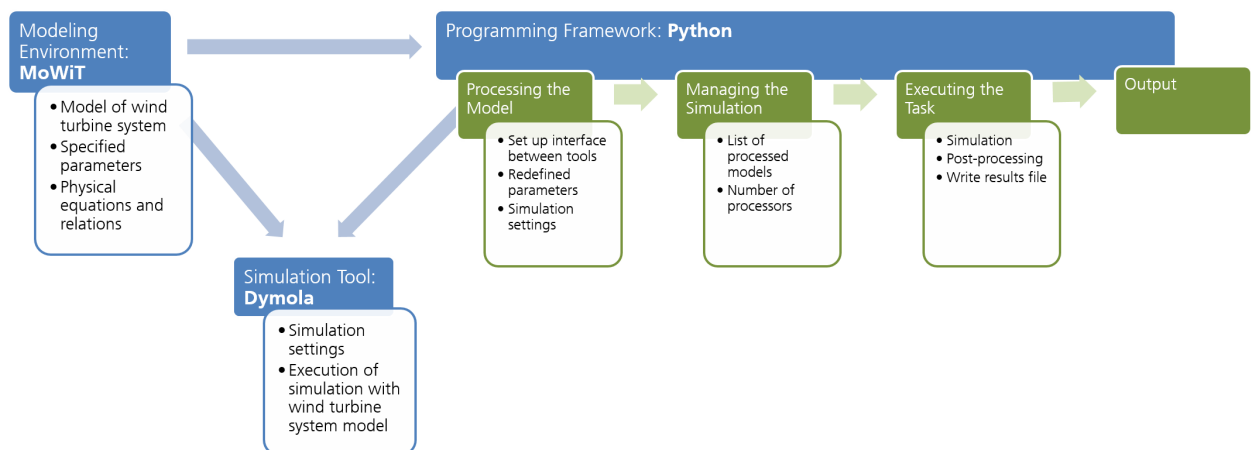 Modeling
Environment:
MoWiT
• Model of wind
turbine system
• Specified
parameters
• Physical
equations and
relations
Programming Framework: Python
Processing the
Model
• Set up interface
between tools
• Redefined
parameters
• Simulation
settings
Managing the
Simulation
• List of
processed
models
• Number of
processors
Executing the
Task
• Simulation
• Post-processing
• Write results file
Output
Simulation Tool:
Dymola
• Simulation
settings
• Execution of
simulation with
wind turbine
system model